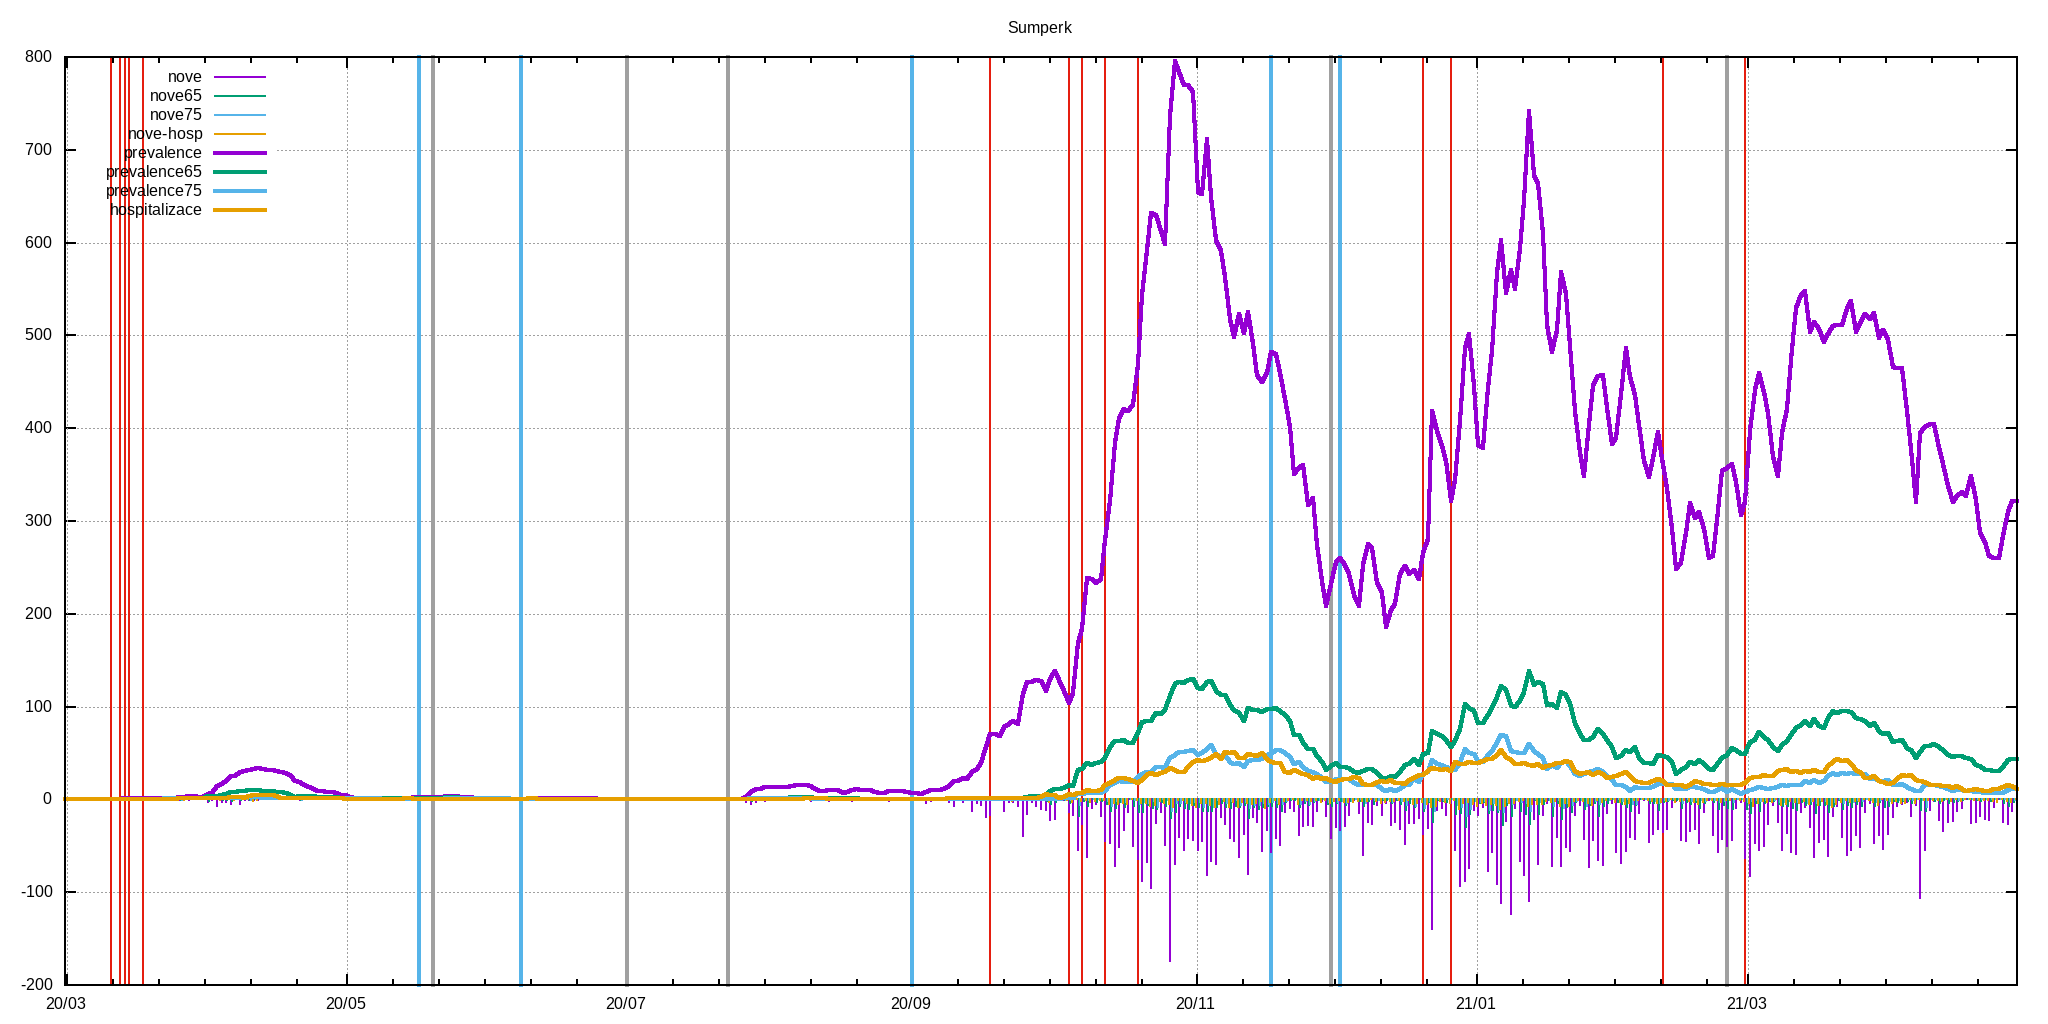 Sumperk
800
700
600
500
400
300
200
100
0
-100
-200
nove
nove65
nove75
nove-hosp
prevalence
prevalence65
prevalence75
hospitalizace
20/03 20/05 20/07 20/09 20/11 21/01 21/03